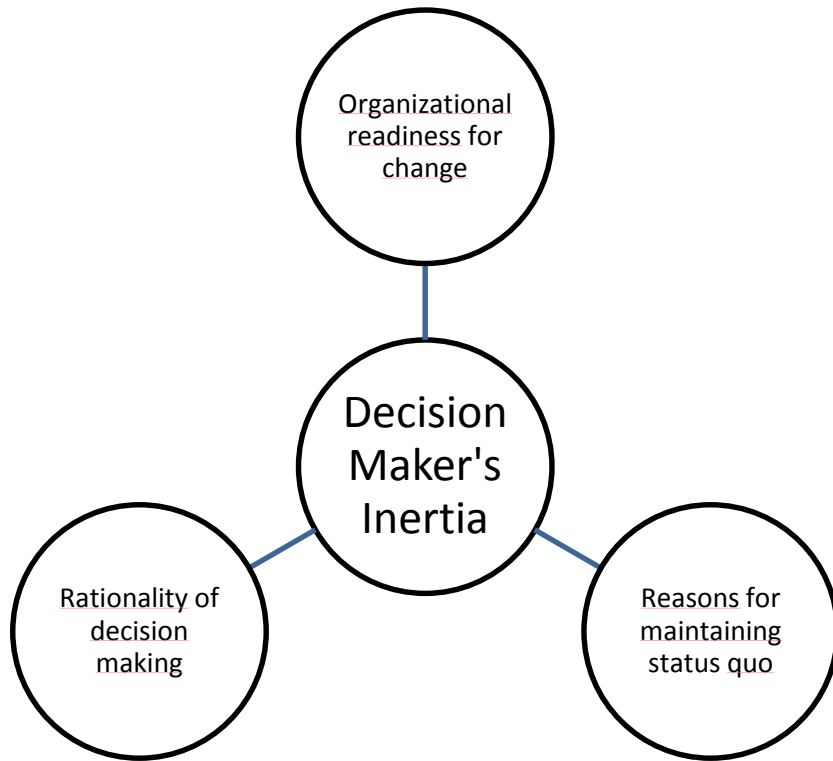 Organizational
readiness for
change
Decision
Maker's
Inertia
Rationality of
decision
making
Reasons for
maintaining
status quo